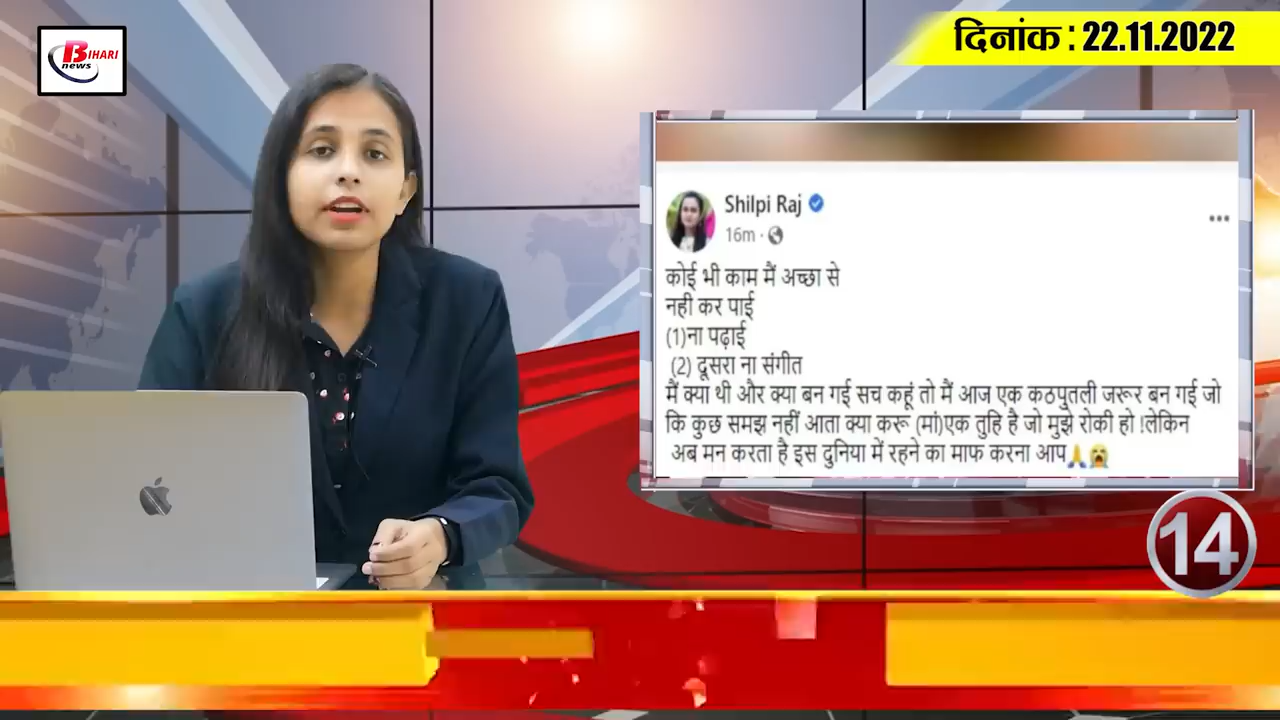 BIHARI
news
दिनांक : 22.11.2022
Shilpi Raj
16m ·
कोई भी काम मैं अच्छा से
नही कर पाई
(1)ना पढ़ाई
(2) दूसरा ना संगीत
मैं क्या थी और क्या बन गई सच कहूं तो मैं आज एक कठपुतली जरूर बन गई जो
कि कुछ समझ नहीं आता क्या करू (मां)एक तुहि है जो मुझे रोकी हो !लेकिन
अब मन करता है इस दुनिया में रहने का माफ करना आप🙏😭
14